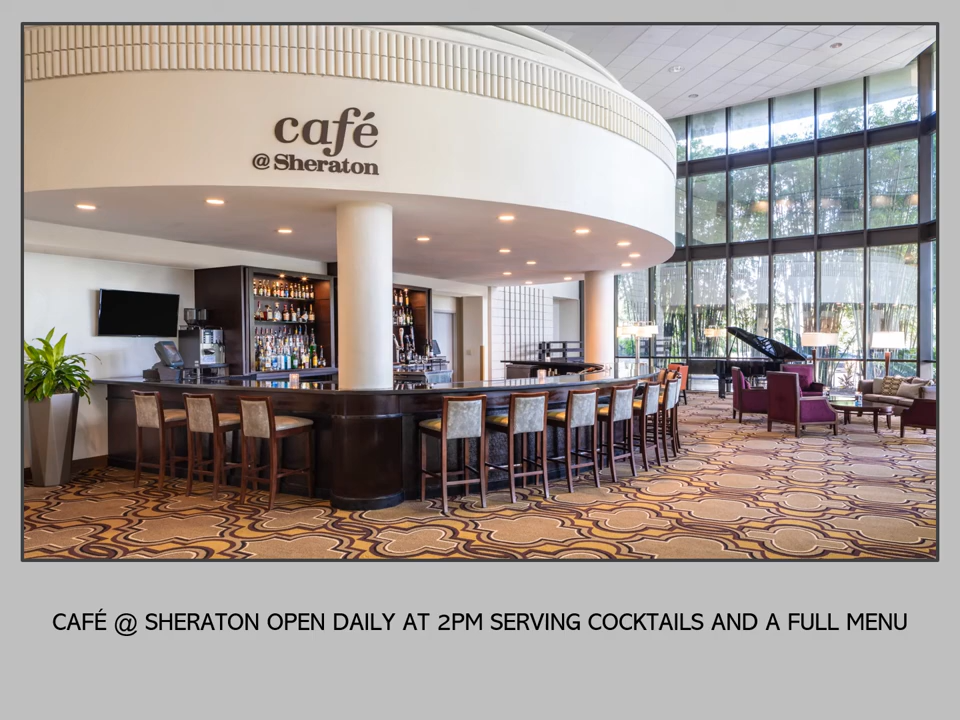 café
@ Sheraton
CAFÉ @ SHERATON OPEN DAILY AT 2PM SERVING COCKTAILS AND A FULL MENU